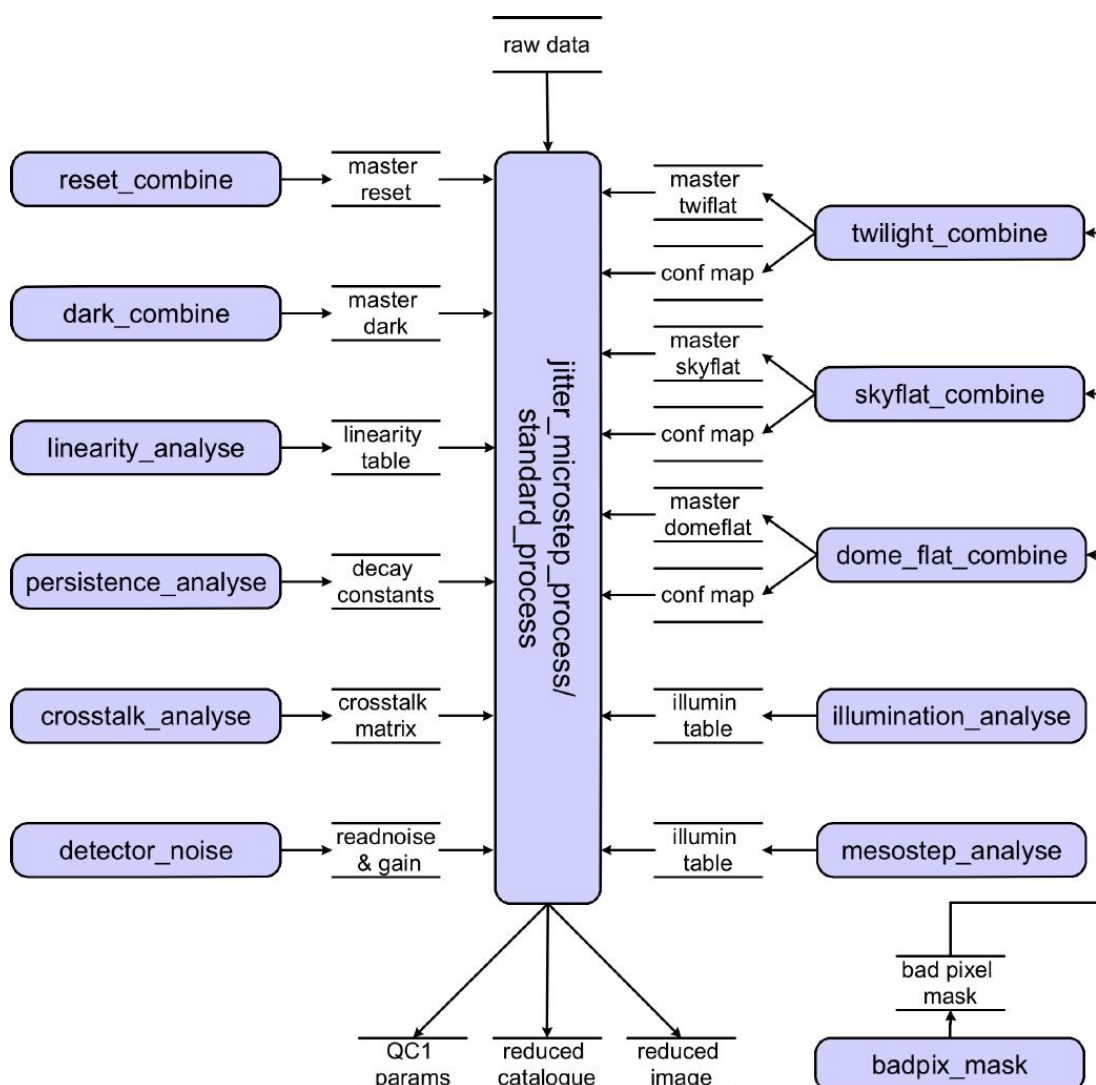 raw data
reset_combine
master
reset
dark_combine
master
dark
linearity_analyse
linearity
table
persistence_analyse
decay
constants
crosstalk_analyse
crosstalk
matrix
detector_noise
readnoise
& gain
jitter_microstep_process/
standard_process
master
twiflat
conf map
twilight_combine
master
skyflat
conf map
skyflat_combine
master
domeflat
conf map
dome_flat_combine
illumin
table
illumination_analyse
illumin
table
mesostep_analyse
bad pixel
mask
badpix_mask
QC1
params
reduced
catalogue
reduced
image